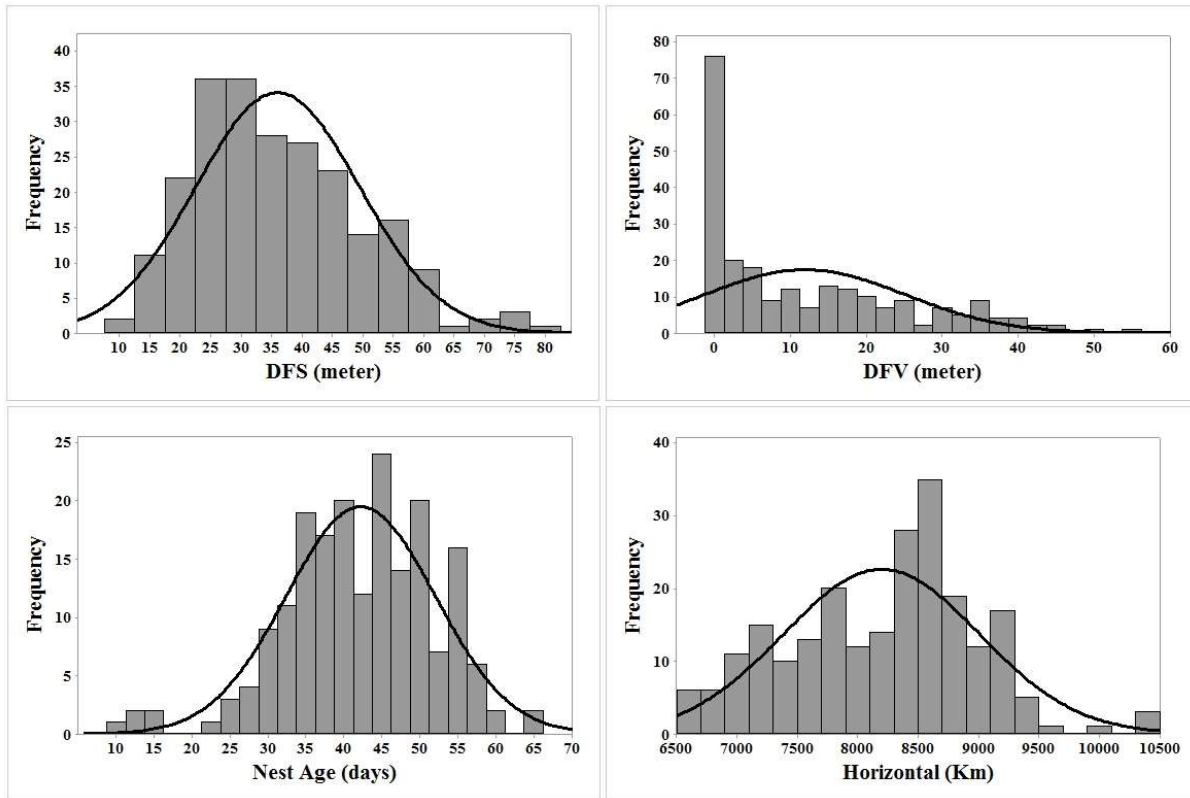 40
35
30
25
20
15
10
5
0
Frequency
10 15 20 25 30 35 40 45 50 55 60 65 70 75 80
DFS (meter)
80
70
60
50
40
30
20
10
0
Frequency
0 10 20 30 40 50 60
DFV (meter)
25
20
15
10
5
0
Frequency
10 15 20 25 30 35 40 45 50 55 60 65 70
Nest Age (days)
40
30
20
10
0
Frequency
6500 7000 7500 8000 8500 9000 9500 10000 10500
Horizontal (Km)